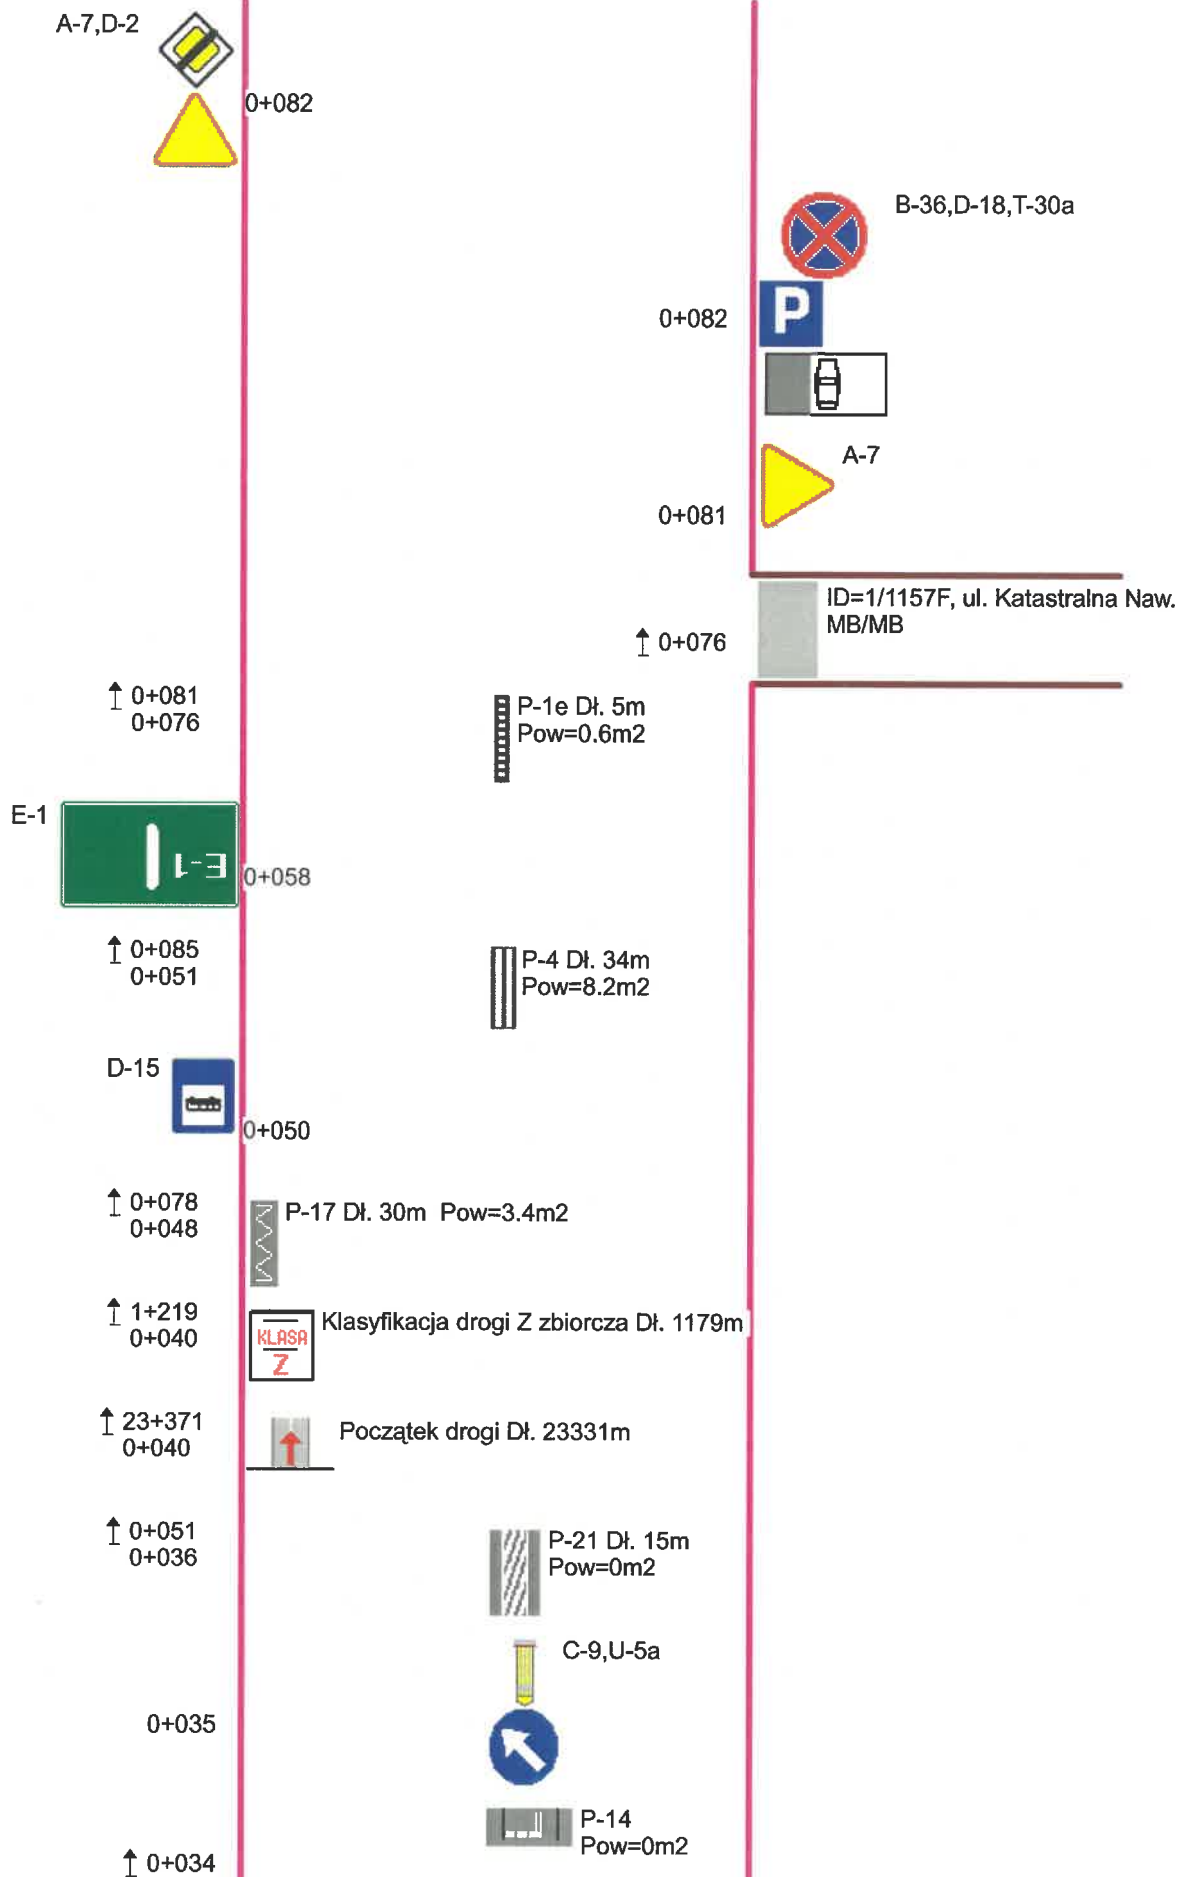 A-7,D-2
0+082
B-36,D-18,T-30a
0+082
P
A-7
0+081
ID=1/1157F, ul. Katastralna Naw.
MB/MB
0+076
0+081
0+076
P-1e Dł. 5m
Pow=0.6m2
E-1
E-1
0+058
0+085
0+051
P-4 Dł. 34m
Pow=8.2m2
D-15
0+050
0+078
0+048
P-17 Dł. 30m Pow=3.4m2
1+219
0+040
KLASA
Z
Klasyfikacja drogi Z zbiorcza Dł. 1179m
23+371
0+040
Początek drogi Dł. 23331m
0+051
0+036
P-21 Dł. 15m
Pow=0m2
C-9,U-5a
0+035
P-14
Pow=0m2
0+034